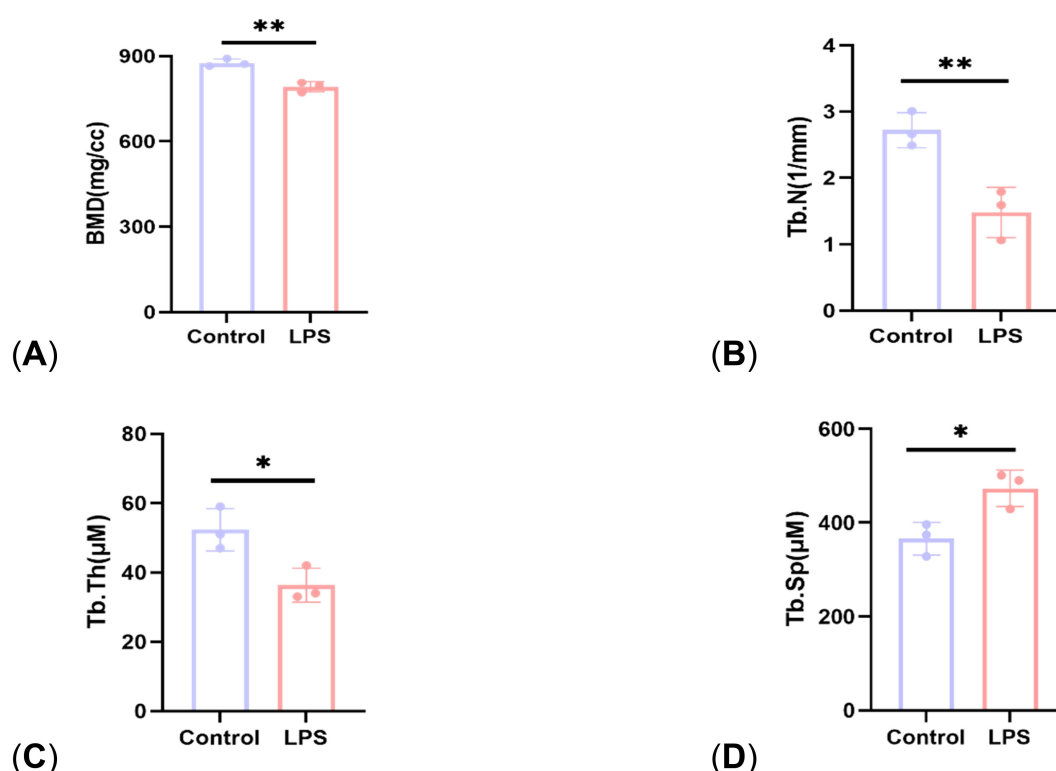 **
900
600
300
0
BMD(mg/cc)
Control LPS
(A)
**
4
3
2
1
0
Tb.N(1/mm)
Control LPS
(B)
*
80
60
40
20
0
Tb.Th(μM)
Control LPS
(C)
*
600
400
200
0
Tb.Sp(μM)
Control LPS
(D)